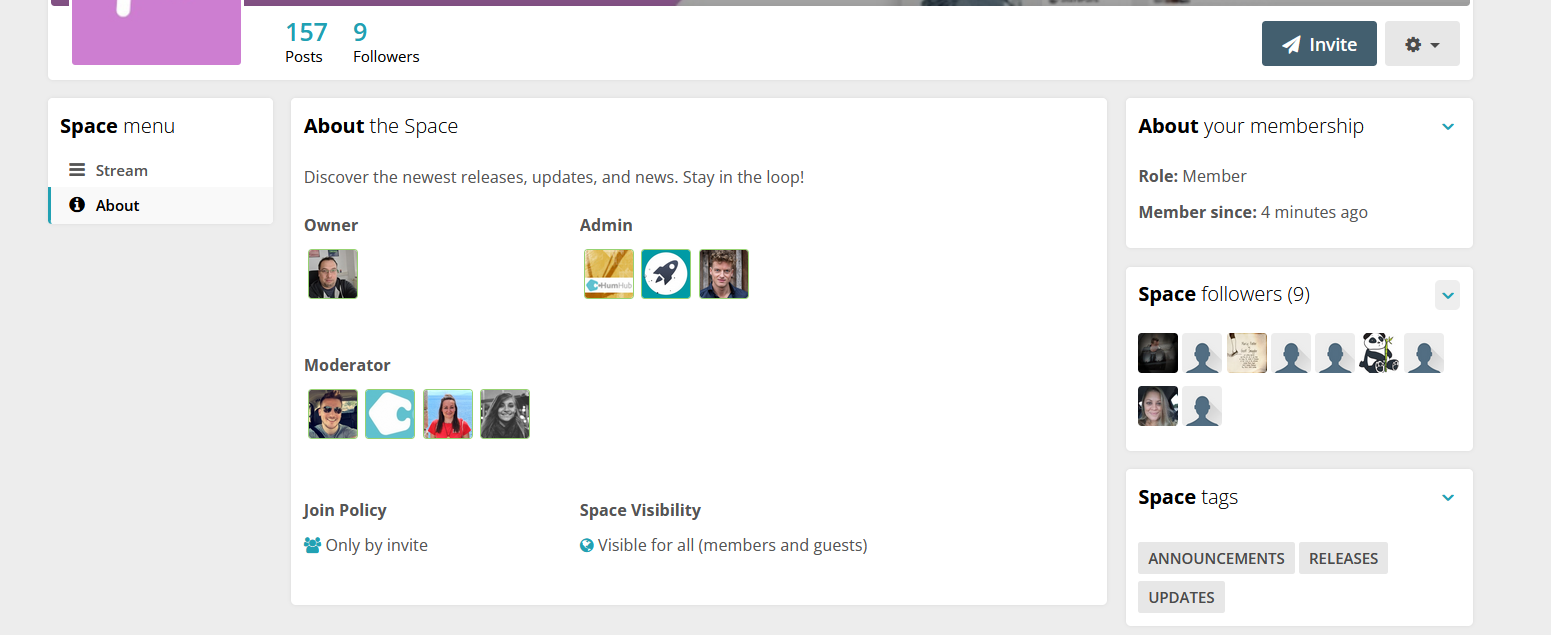 157
Posts
9
Followers
Invite
Space menu
Stream
About
About the Space
Discover the newest releases, updates, and news. Stay in the loop!
Owner
Admin
HumHub
Moderator
Join Policy
Only by invite
Space Visibility
Visible for all (members and guests)
About your membership
Role: Member
Member since: 4 minutes ago
Space followers (9)
Space tags
ANNOUNCEMENTS
RELEASES
UPDATES